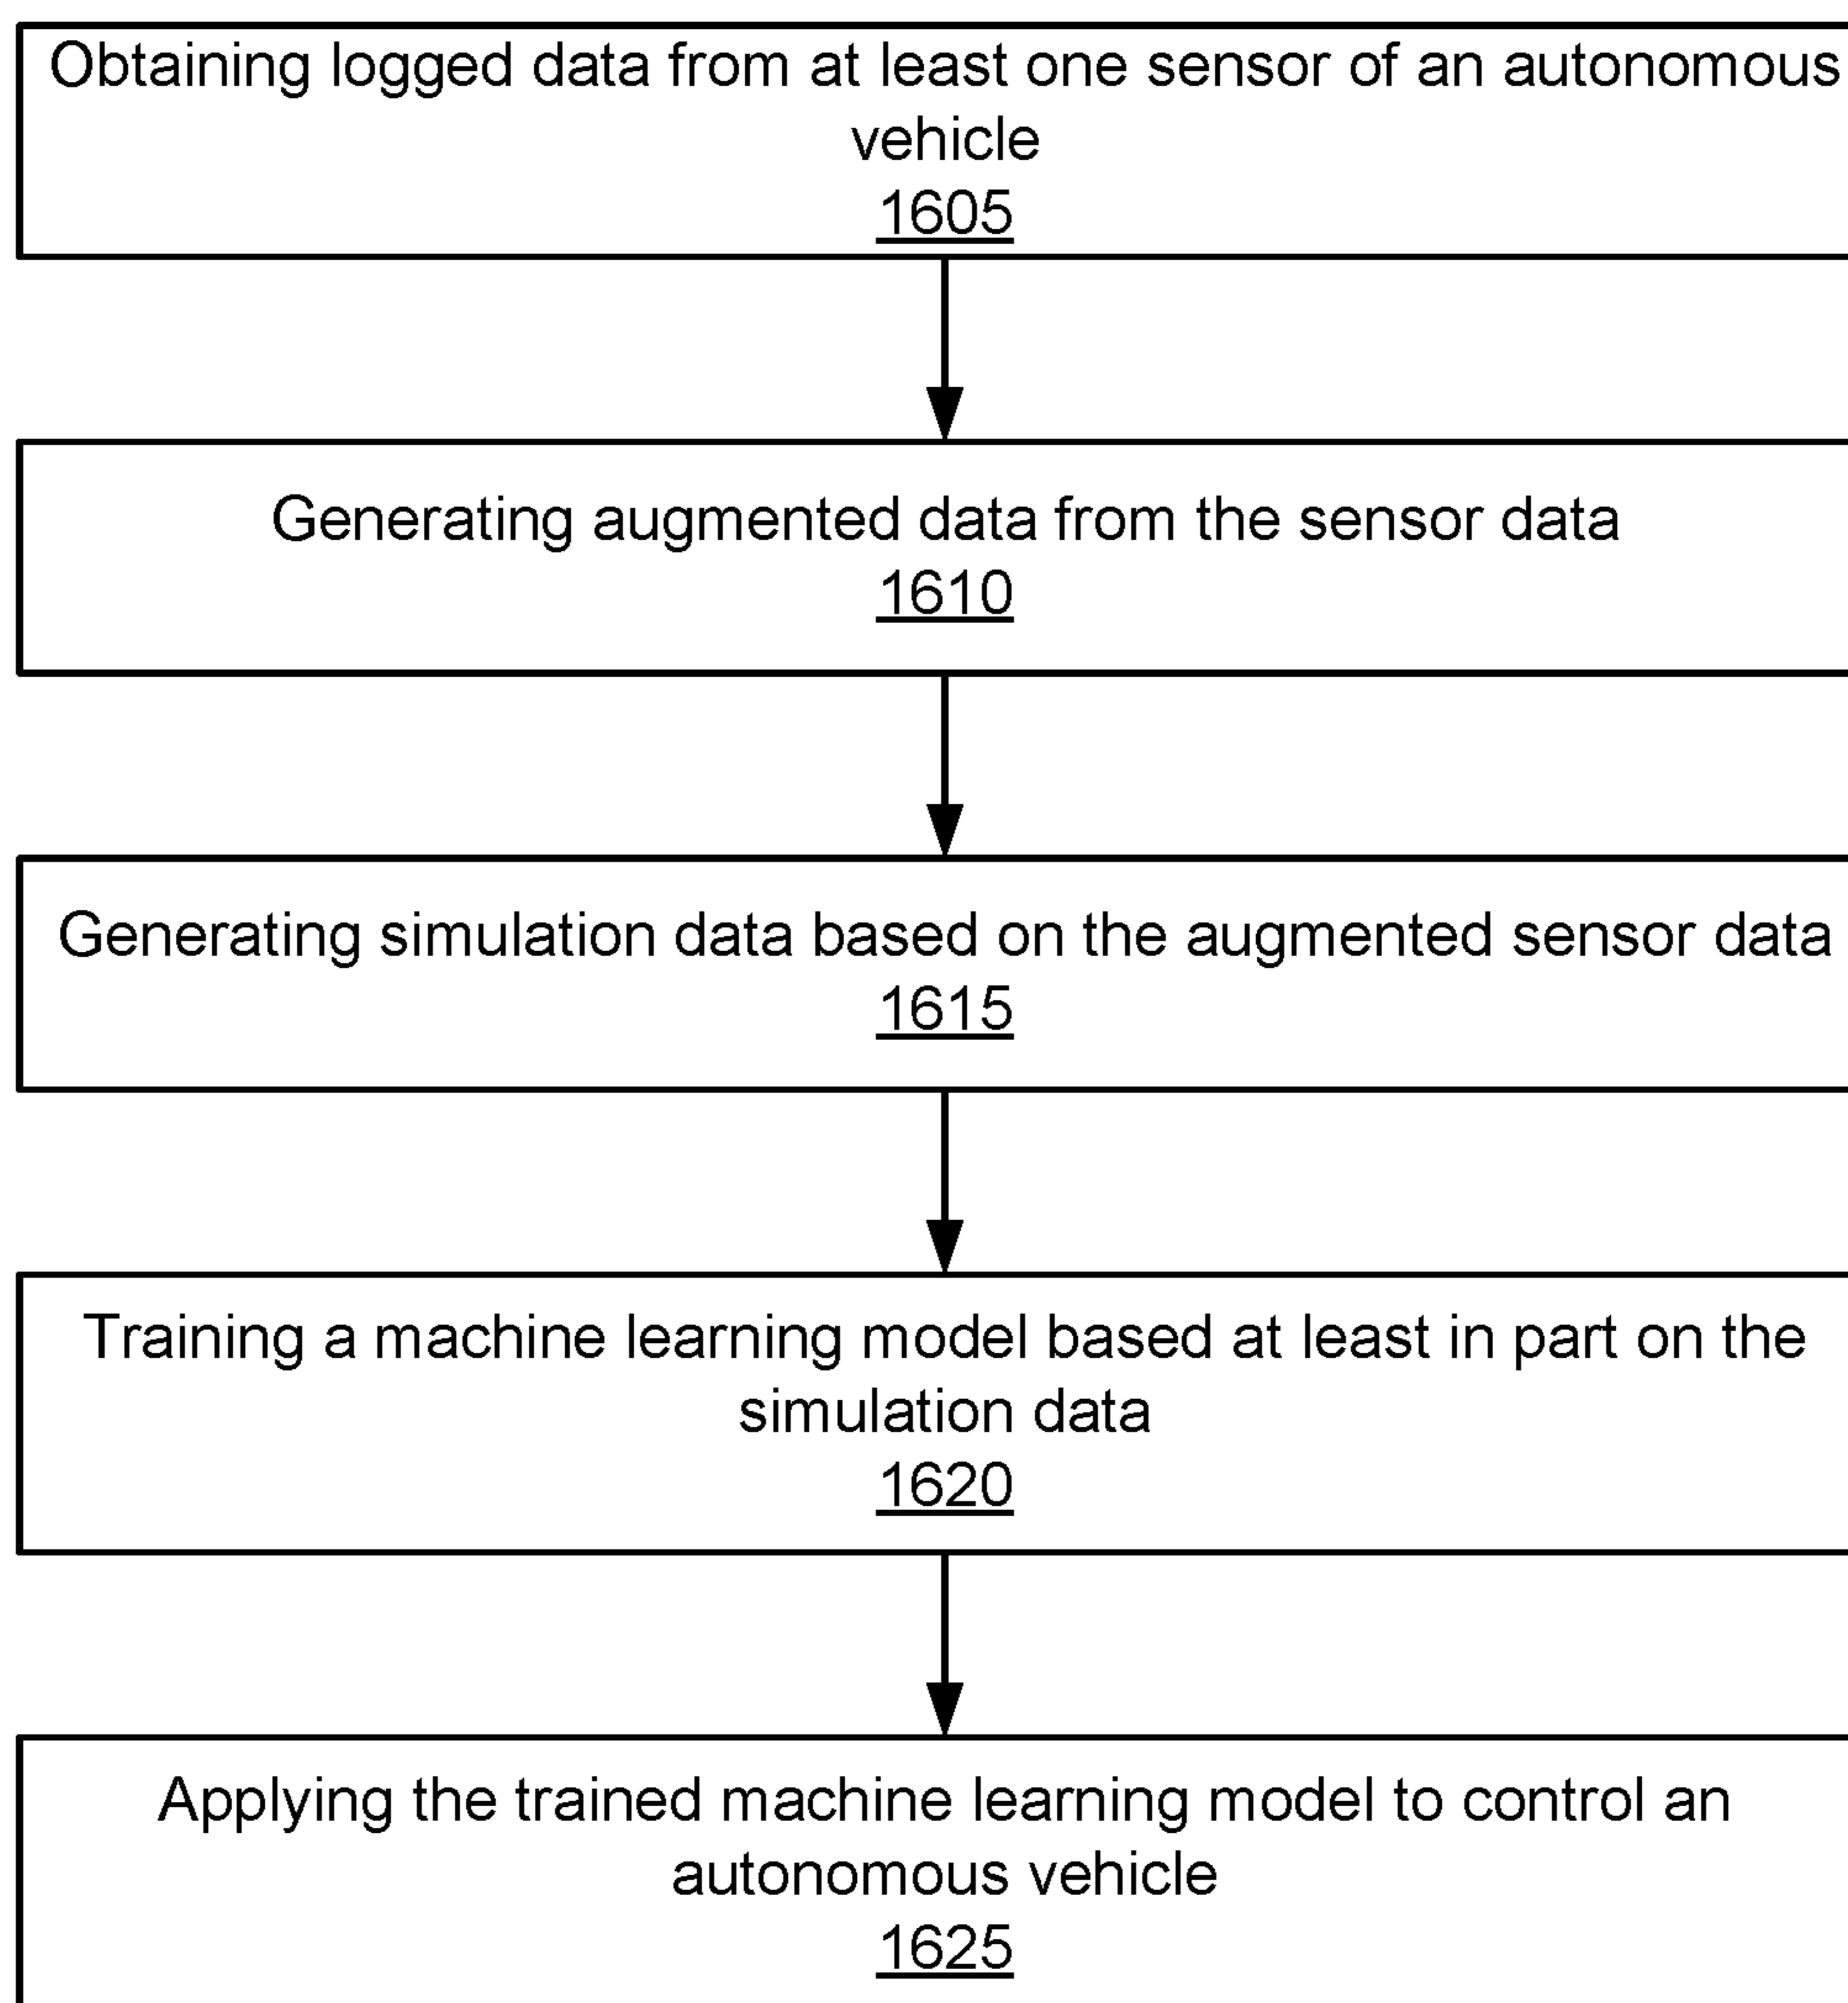 Obtaining logged data from at least one sensor of an autonomous
vehicle
1605
Generating augmented data from the sensor data
1610
Generating simulation data based on the augmented sensor data
1615
Training a machine learning model based at least in part on the
simulation data
1620
Applying the trained machine learning model to control an
autonomous vehicle
1625